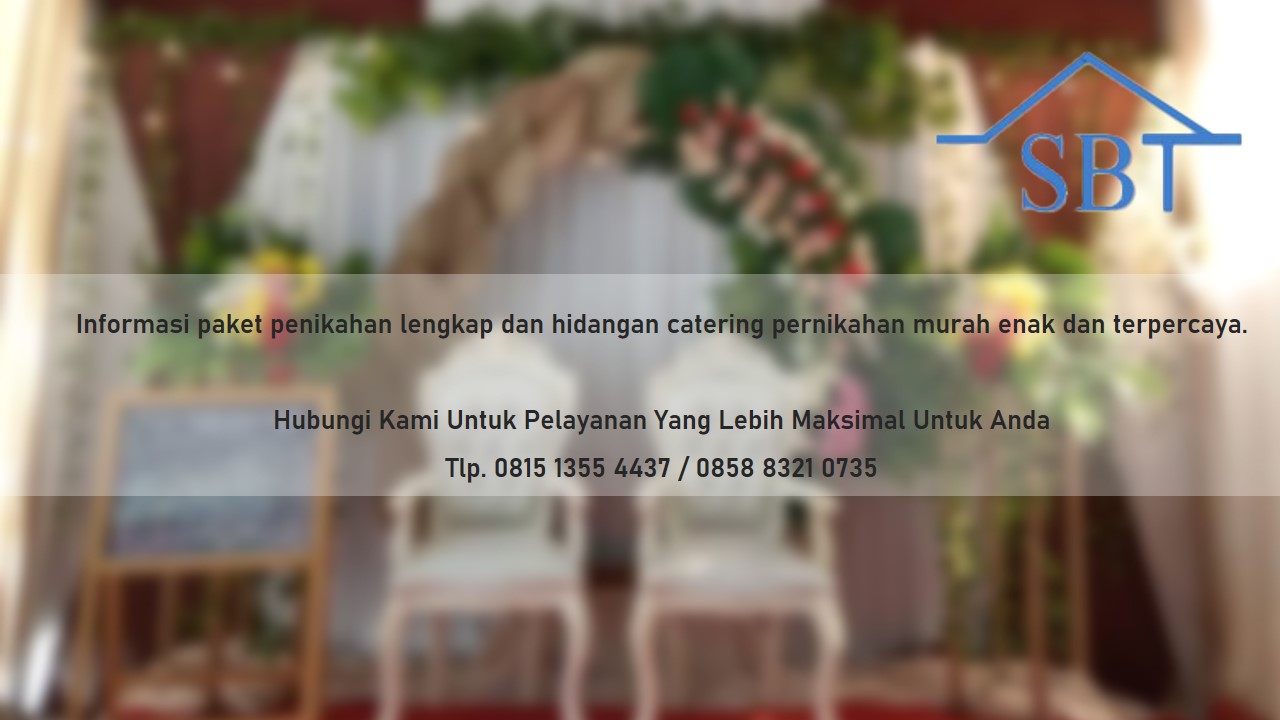 SBT
Informasi paket penikahan lengkap dan hidangan catering pernikahan murah enak dan terpercaya.
Hubungi Kami Untuk Pelayanan Yang Lebih Maksimal Untuk Anda
Tlp. 0815 1355 4437 / 0858 8321 0735